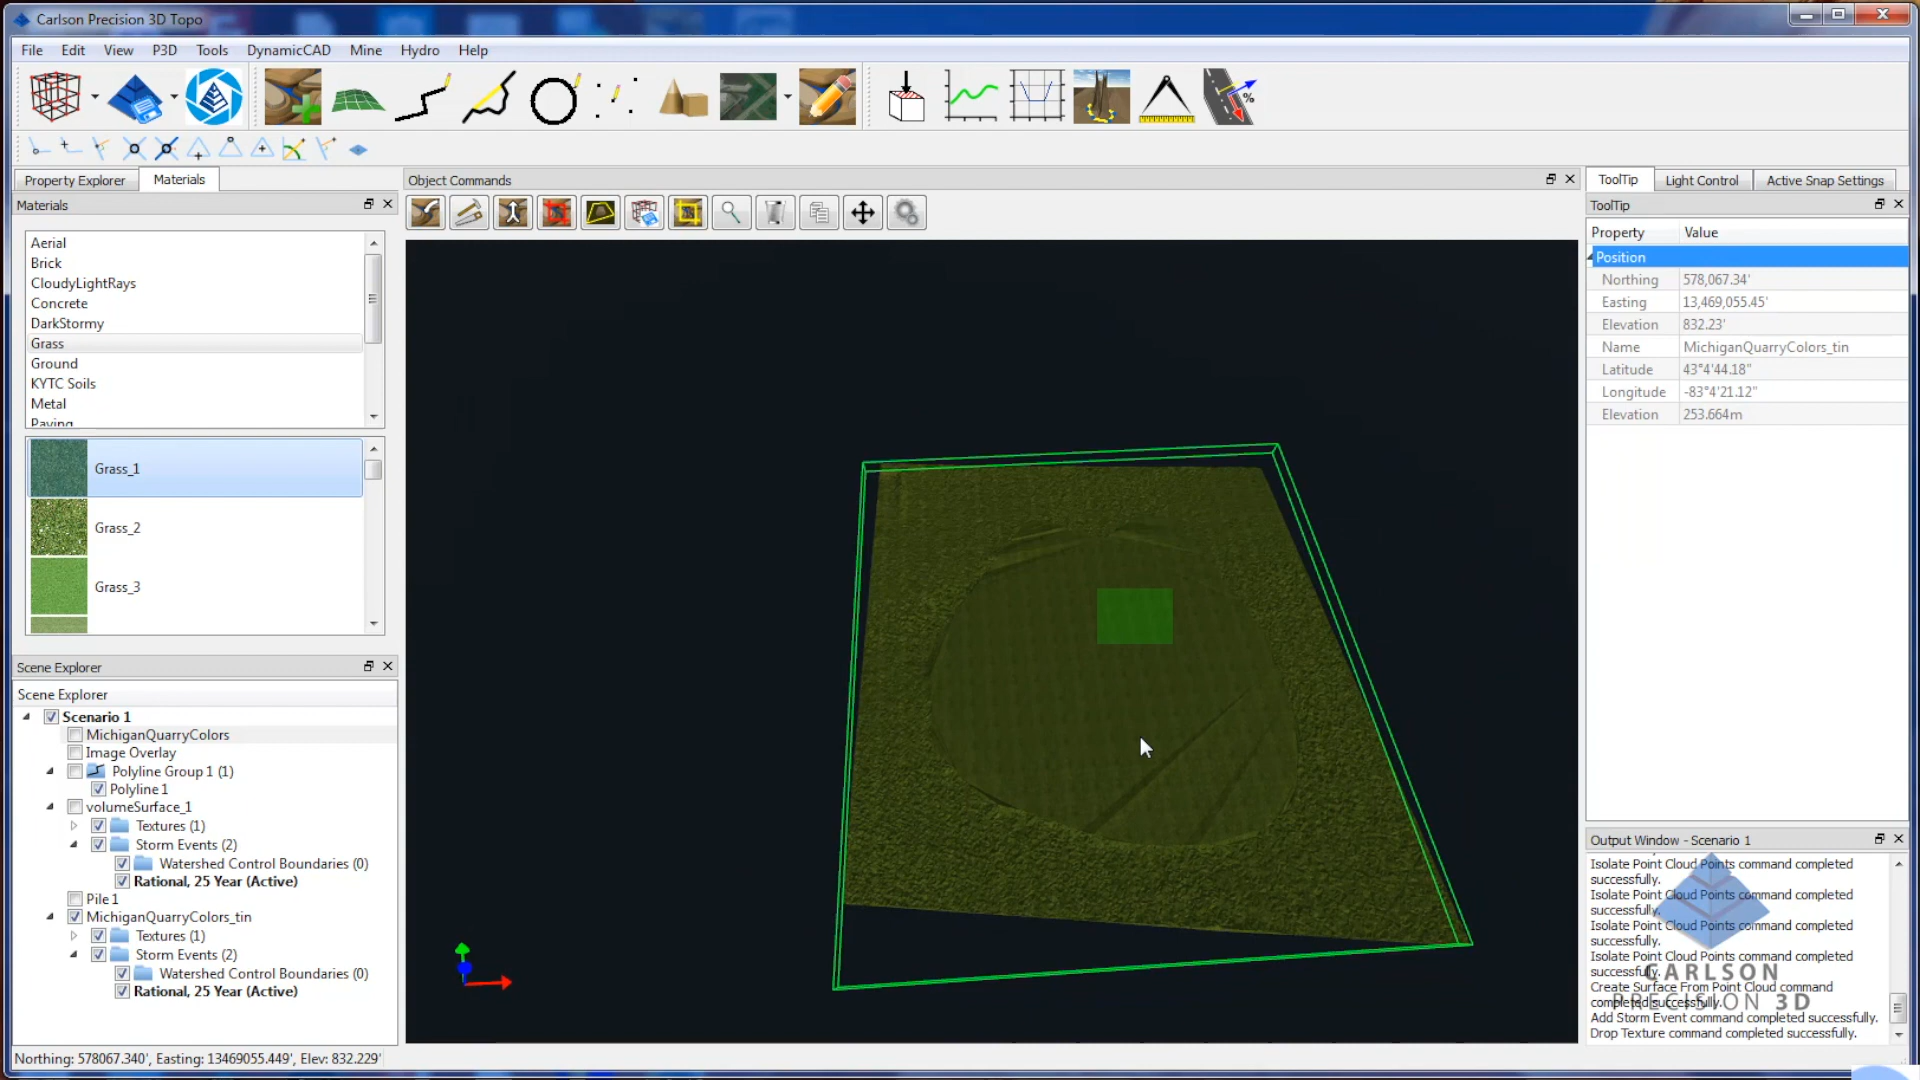 Carlson Precision 3D Topo
File Edit View P3D Tools DynamicCAD Mine Hydro Help
Property Explorer Materials
Materials
Aerial
Brick
CloudyLightRays
Concrete
DarkStormy
Grass
Ground
KYTC Soils
Metal
Paving
Grass_1
Grass_2
Grass_3
Scene Explorer
Scene Explorer
Scenario 1
MichiganQuarryColors
Image Overlay
Polyline Group 1 (1)
Polyline 1
volumeSurface_1
Textures (1)
Storm Events (2)
Watershed Control Boundaries (0)
Rational, 25 Year (Active)
Pile 1
MichiganQuarryColors_tin
Textures (1)
Storm Events (2)
Watershed Control Boundaries (0)
Rational, 25 Year (Active)
Northing: 578067.340', Easting: 13469055.449', Elev: 832.229'
Object Commands
ToolTip Light Control Active Snap Settings
ToolTip
Property Value
Position
Northing 578,067.34'
Easting 13,469,055.45'
Elevation 832.23'
Name MichiganQuarryColors_tin
Latitude 43°4'44.18"
Longitude -83°4'21.12"
Elevation 253.664m
Output Window - Scenario 1
Isolate Point Cloud Points command completed
successfully.
Isolate Point Cloud Points command completed
successfully.
Isolate Point Cloud Points command completed
successfully.
Isolate Point Cloud Points command completed
successfully.
Create Surface From Point Cloud command
completed successfully.
Add Storm Event command completed successfully.
Drop Texture command completed successfully.
CARLSON
PRECISION 3D